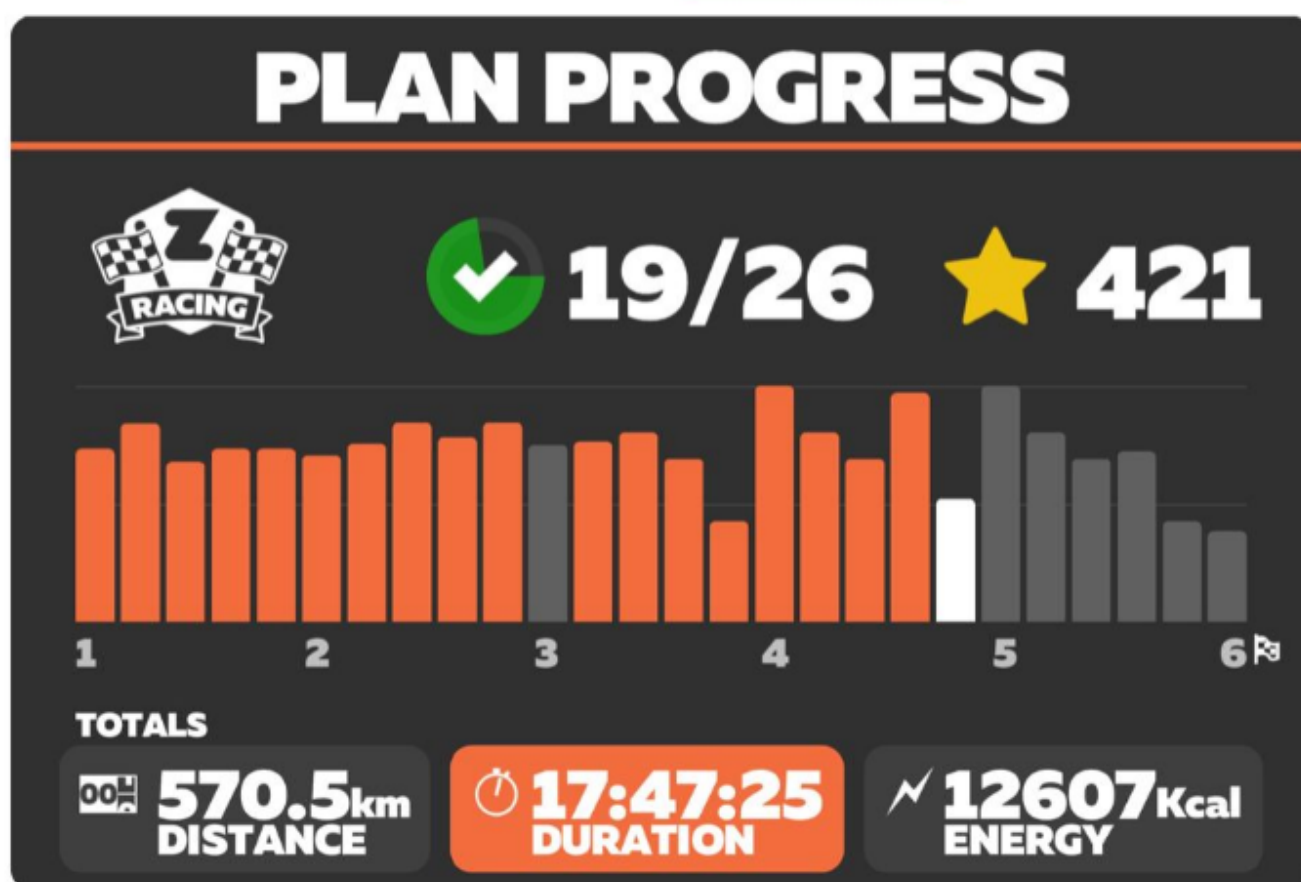 PLAN PROGRESS
Z
RACING
19/26
421
1 2 3 4 5 6
TOTALS
570.5km
DISTANCE
17:47:25
DURATION
12607Kcal
ENERGY